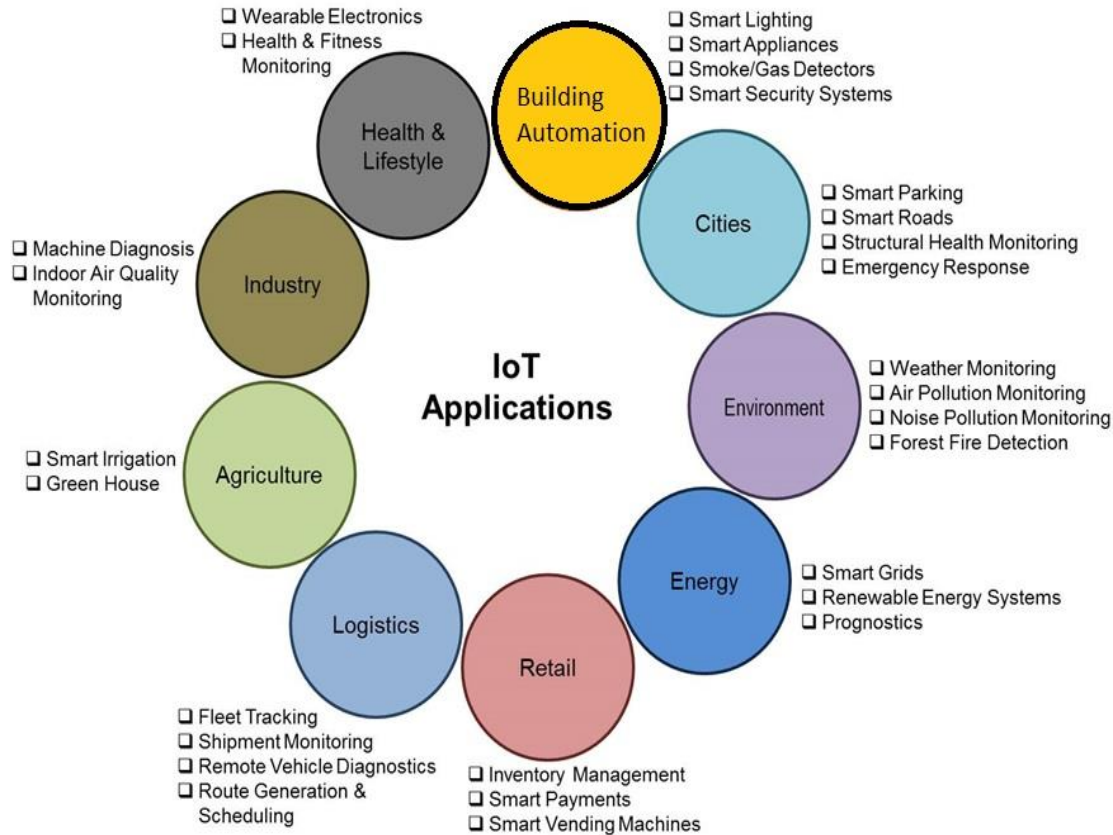 ❑ Wearable Electronics
❑ Health & Fitness
Monitoring
Health &
Lifestyle
Building
Automation
❑ Smart Lighting
❑ Smart Appliances
❑ Smoke/Gas Detectors
❑ Smart Security Systems
Cities
❑ Smart Parking
❑ Smart Roads
❑ Structural Health Monitoring
❑ Emergency Response
❑ Machine Diagnosis
❑ Indoor Air Quality
Monitoring
Industry
IoT
Applications
Environment
❑ Weather Monitoring
❑ Air Pollution Monitoring
❑ Noise Pollution Monitoring
❑ Forest Fire Detection
❑ Smart Irrigation
❑ Green House
Agriculture
Energy
❑ Smart Grids
❑ Renewable Energy Systems
❑ Prognostics
Logistics
❑ Fleet Tracking
❑ Shipment Monitoring
❑ Remote Vehicle Diagnostics
❑ Route Generation &
Scheduling
Retail
❑ Inventory Management
❑ Smart Payments
❑ Smart Vending Machines